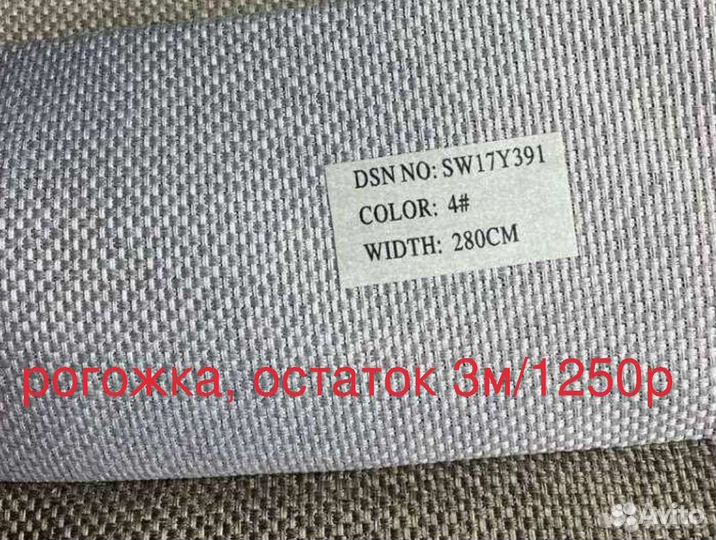 DSN NO: SW17Y391
COLOR: 4#
WIDTH: 280CM
рогожка, остаток 3м/1250р
Avito